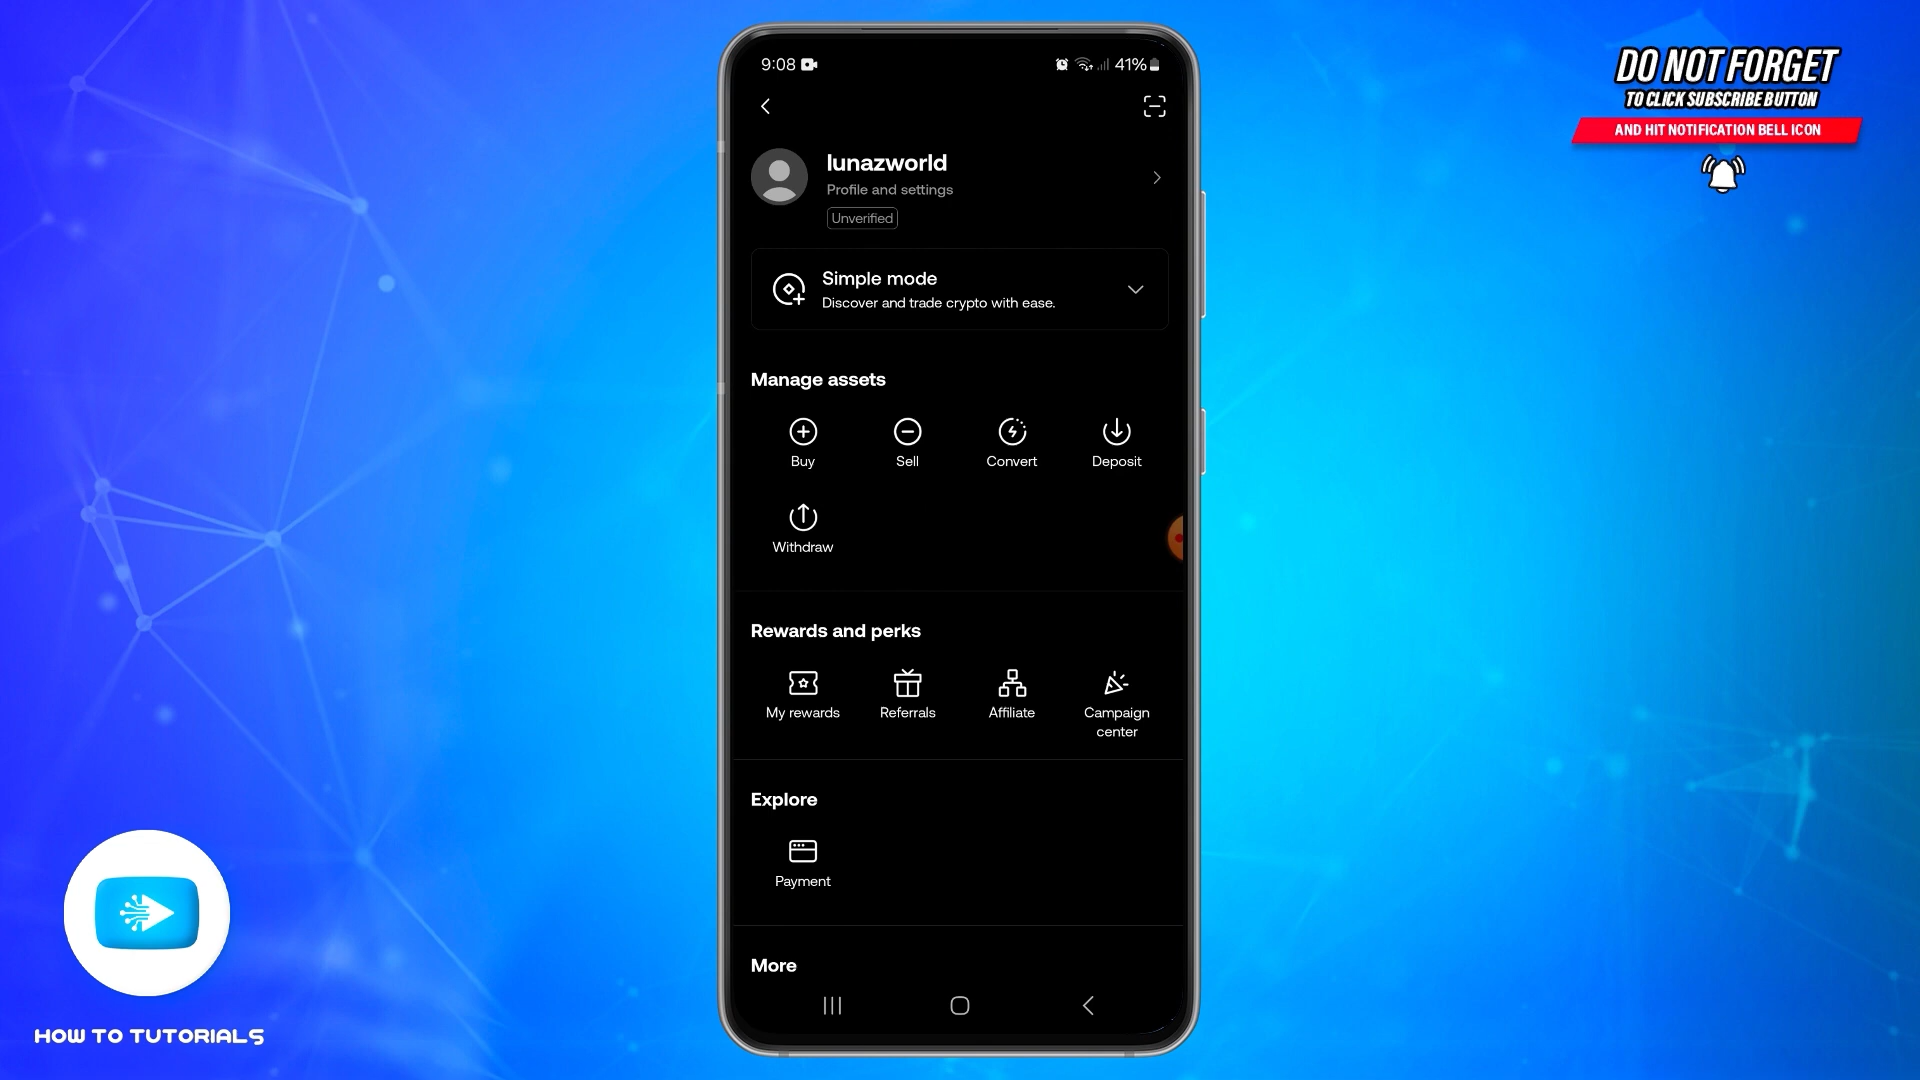 DO NOT FORGET
TO CLICK SUBSCRIBE BUTTON
AND HIT NOTIFICATION BELL ICON
9:08
41%
lunazworld
Profile and settings
Unverified
Simple mode
Discover and trade crypto with ease.
Manage assets
Buy
Sell
Convert
Deposit
Withdraw
Rewards and perks
My rewards
Referrals
Affiliate
Campaign
center
Explore
Payment
More
HOW TO TUTORIALS